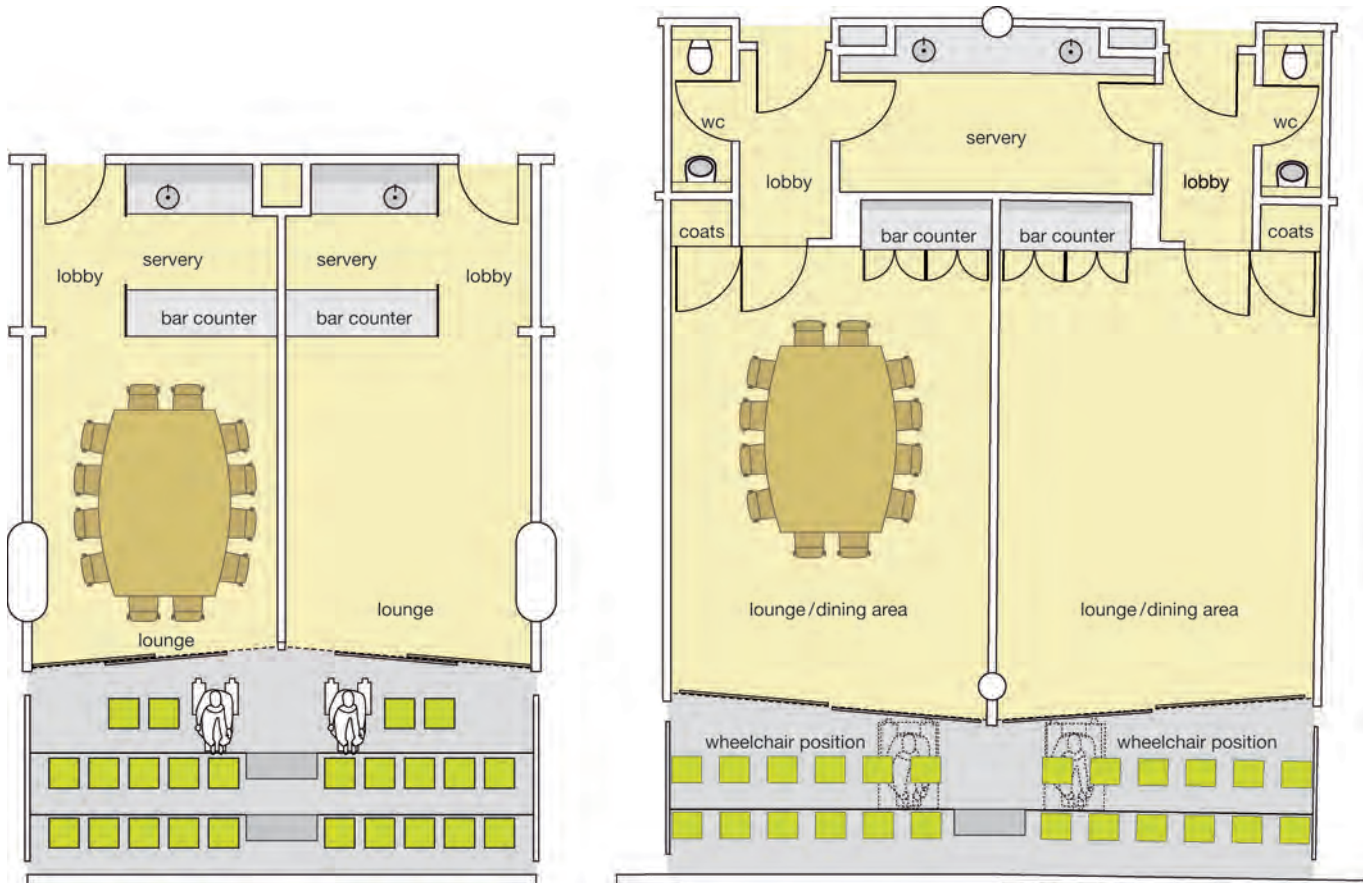 lobby
servery
servery
lobby
bar counter
bar counter
lounge
lounge
wc
servery
wc
lobby
lobby
coats
bar counter
bar counter
coats
lounge/dining area
lounge/dining area
wheelchair position
wheelchair position